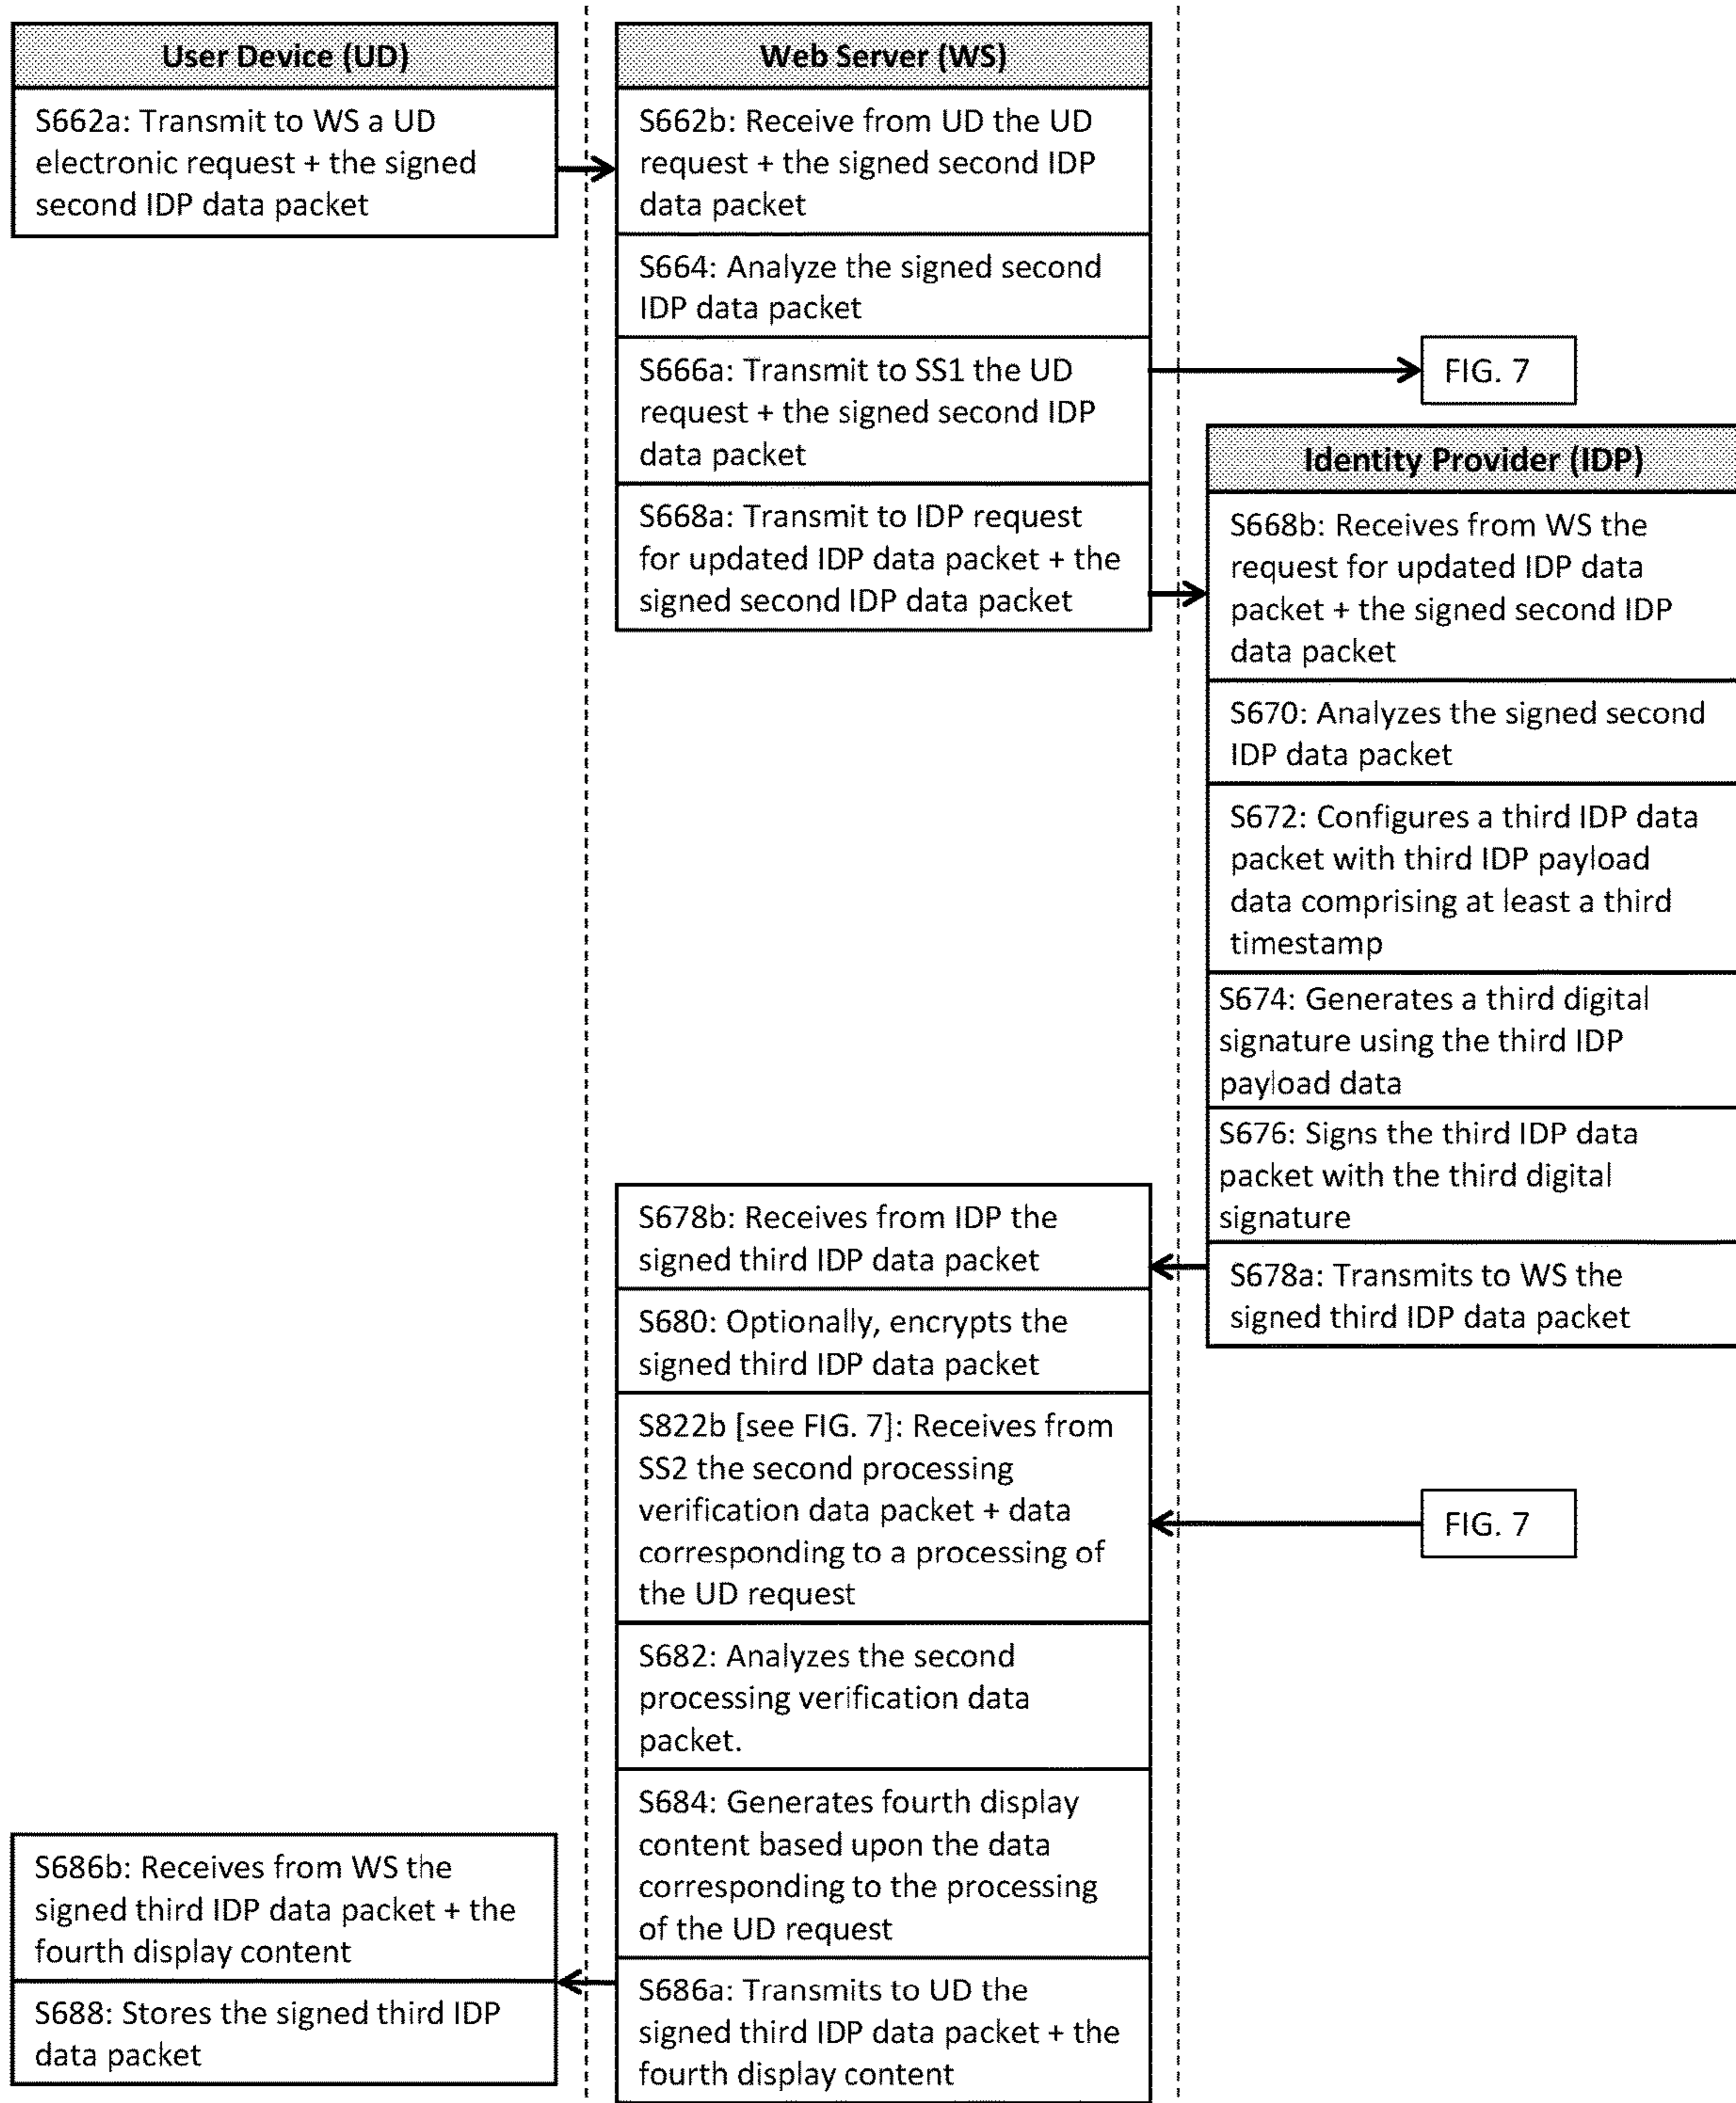 User Device (UD)
S662a: Transmit to WS a UD
electronic request + the signed
second IDP data packet
Web Server (WS)
S662b: Receive from UD the UD
request + the signed second IDP
data packet
S664: Analyze the signed second
IDP data packet
S666a: Transmit to SS1 the UD
request + the signed second IDP
data packet
FIG. 7
S668a: Transmit to IDP request
for updated IDP data packet + the
signed second IDP data packet
Identity Provider (IDP)
S668b: Receives from WS the
request for updated IDP data
packet + the signed second IDP
data packet
S670: Analyzes the signed second
IDP data packet
S672: Configures a third IDP data
packet with third IDP payload
data comprising at least a third
timestamp
S674: Generates a third digital
signature using the third IDP
payload data
S676: Signs the third IDP data
packet with the third digital
signature
S678a: Transmits to WS the
signed third IDP data packet
S678b: Receives from IDP the
signed third IDP data packet
S680: Optionally, encrypts the
signed third IDP data packet
S822b [see FIG. 7]: Receives from
SS2 the second processing
verification data packet + data
corresponding to a processing of
the UD request
FIG. 7
S682: Analyzes the second
processing verification data
packet.
S684: Generates fourth display
content based upon the data
corresponding to the processing
of the UD request
S686a: Transmits to UD the
signed third IDP data packet + the
fourth display content
S686b: Receives from WS the
signed third IDP data packet + the
fourth display content
S688: Stores the signed third IDP
data packet